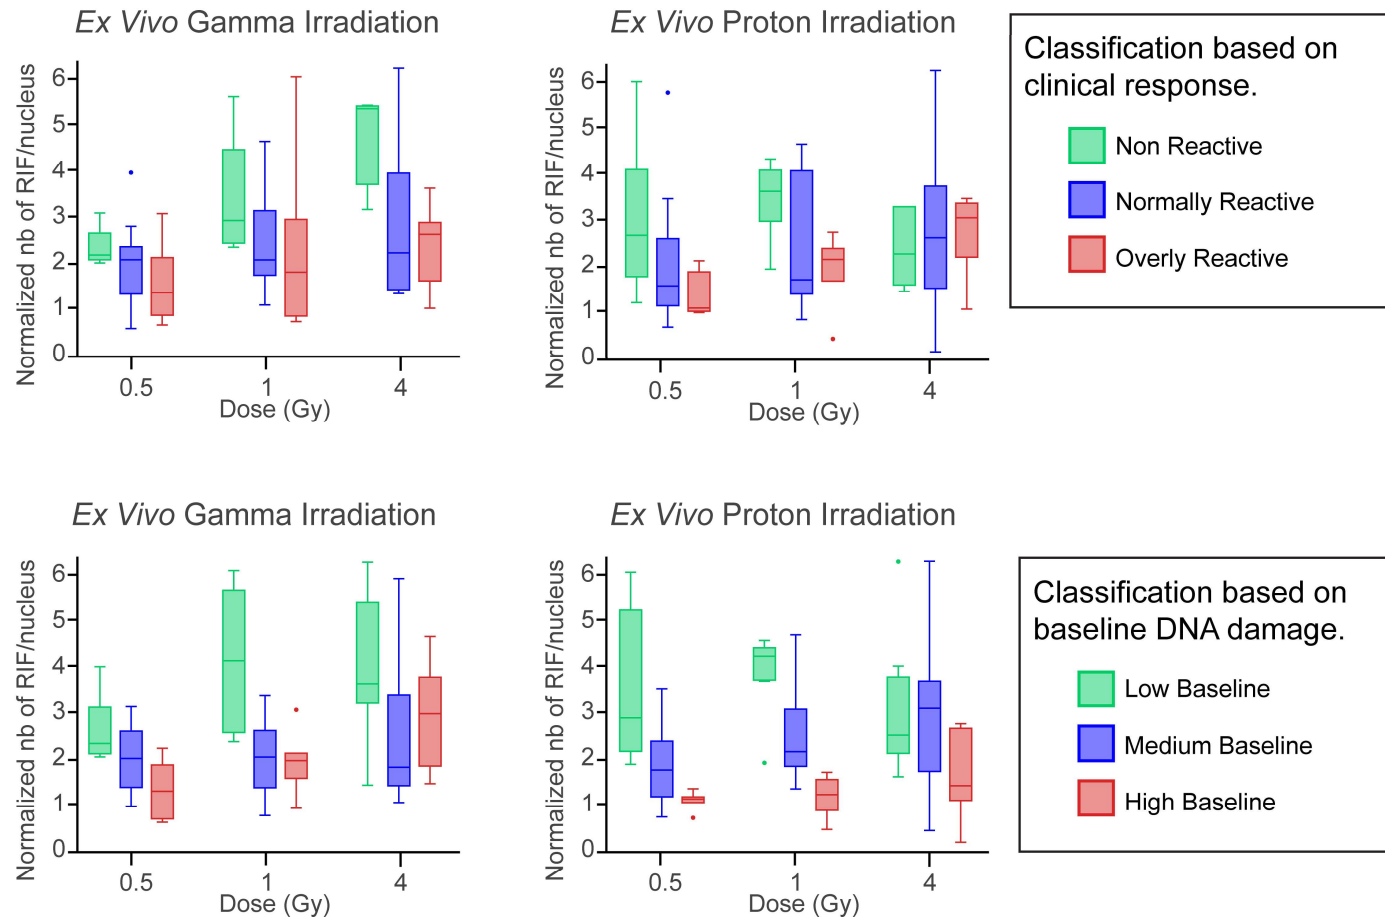 Ex Vivo Gamma Irradiation
Normalized nb of RIF/nucleus
6
5
4
3
2
1
0
0.5
1
4
Dose (Gy)
Ex Vivo Proton Irradiation
Normalized nb of RIF/nucleus
6
5
4
3
2
1
0
0.5
1
4
Dose (Gy)
Classification based on
clinical response.
Non Reactive
Normally Reactive
Overly Reactive
Ex Vivo Gamma Irradiation
Normalized nb of RIF/nucleus
6
5
4
3
2
1
0
0.5
1
4
Dose (Gy)
Ex Vivo Proton Irradiation
Normalized nb of RIF/nucleus
6
5
4
3
2
1
0
0.5
1
4
Dose (Gy)
Classification based on
baseline DNA damage.
Low Baseline
Medium Baseline
High Baseline